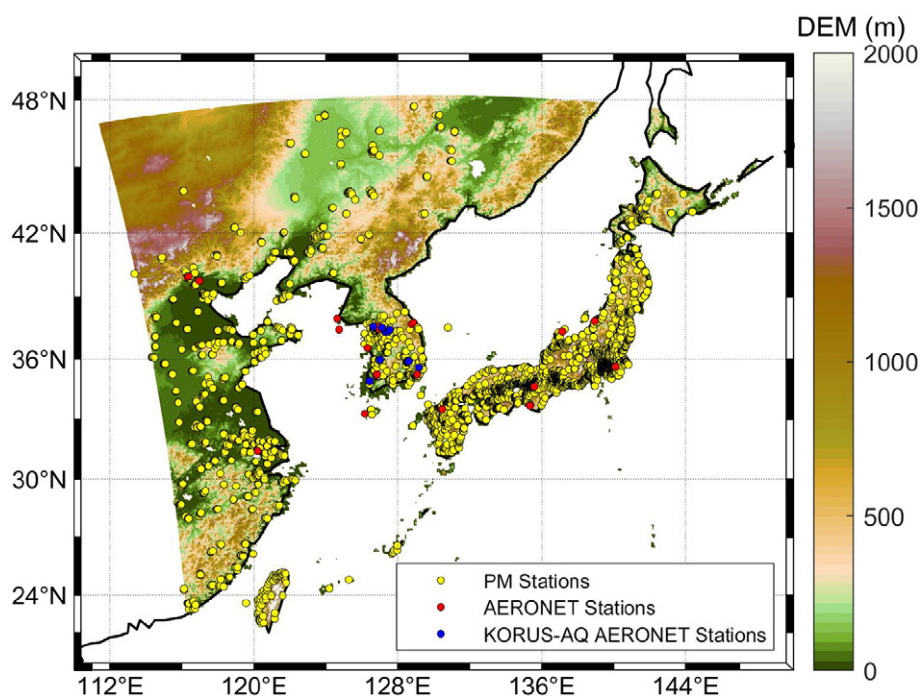 DEM (m)
2000
1500
1000
500
0
48°N
42°N
36°N
30°N
24°N
112°E
120°E
128°E
136°E
144°E
PM Stations
AERONET Stations
KORUS-AQ AERONET Stations